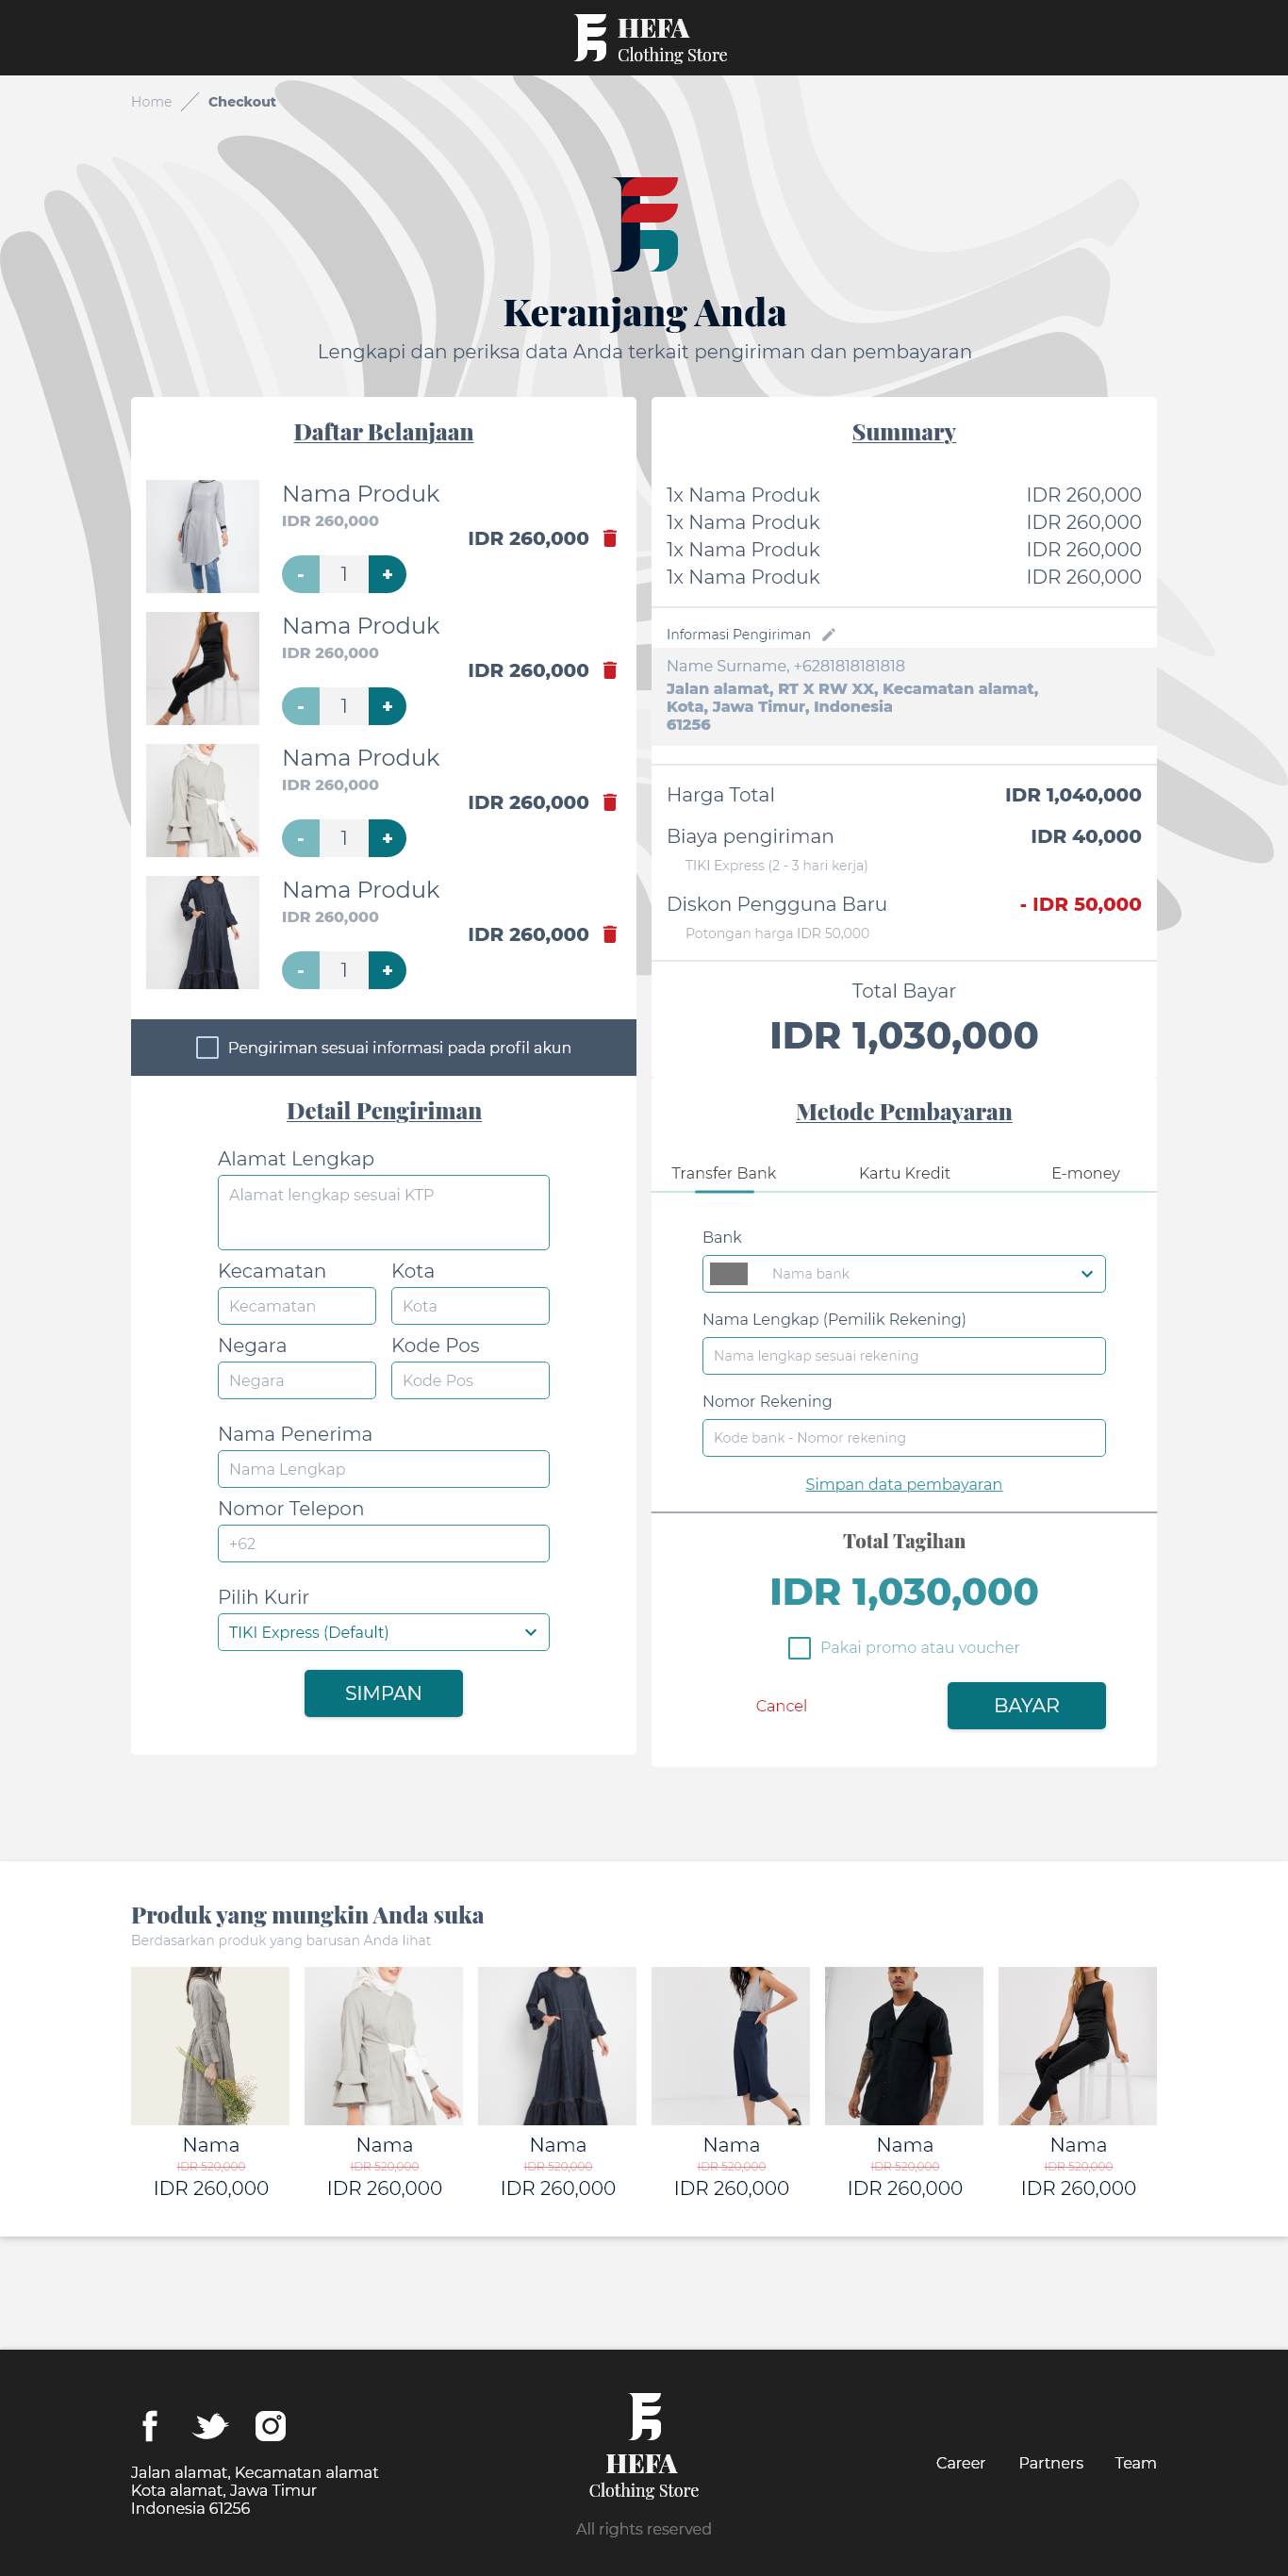 HEFA
Clothing Store
Home
Checkout
Keranjang Anda
Lengkapi dan periksa data Anda terkait pengiriman dan pembayaran
Daftar Belanjaan
Nama Produk
IDR 260,000
IDR 260,000
- 1 +
Nama Produk
IDR 260,000
IDR 260,000
- 1 +
Nama Produk
IDR 260,000
IDR 260,000
- 1 +
Nama Produk
IDR 260,000
IDR 260,000
- 1 +
Pengiriman sesuai informasi pada profil akun
Detail Pengiriman
Alamat Lengkap
Alamat lengkap sesuai KTP
Kecamatan Kota
Kecamatan Kota
Negara Kode Pos
Negara Kode Pos
Nama Penerima
Nama Lengkap
Nomor Telepon
+62
Pilih Kurir
TIKI Express (Default)
SIMPAN
Summary
1x Nama Produk IDR 260,000
1x Nama Produk IDR 260,000
1x Nama Produk IDR 260,000
1x Nama Produk IDR 260,000
Informasi Pengiriman
Name Surname, +6281818181818
Jalan alamat, RT X RW XX, Kecamatan alamat,
Kota, Jawa Timur, Indonesia
61256
Harga Total IDR 1,040,000
Biaya pengiriman IDR 40,000
TIKI Express (2 - 3 hari kerja)
Diskon Pengguna Baru - IDR 50,000
Potongan harga IDR 50,000
Total Bayar
IDR 1,030,000
Metode Pembayaran
Transfer Bank Kartu Kredit E-money
Bank
Nama bank
Nama Lengkap (Pemilik Rekening)
Nama lengkap sesuai rekening
Nomor Rekening
Kode bank - Nomor rekening
Simpan data pembayaran
Total Tagihan
IDR 1,030,000
Pakai promo atau voucher
Cancel BAYAR
Produk yang mungkin Anda suka
Berdasarkan produk yang barusan Anda lihat
Nama Nama Nama Nama Nama Nama
IDR 520,000 IDR 520,000 IDR 520,000 IDR 520,000 IDR 520,000 IDR 520,000
IDR 260,000 IDR 260,000 IDR 260,000 IDR 260,000 IDR 260,000 IDR 260,000
Jalan alamat, Kecamatan alamat
Kota alamat, Jawa Timur
Indonesia 61256
HEFA
Clothing Store
All rights reserved
Career Partners Team